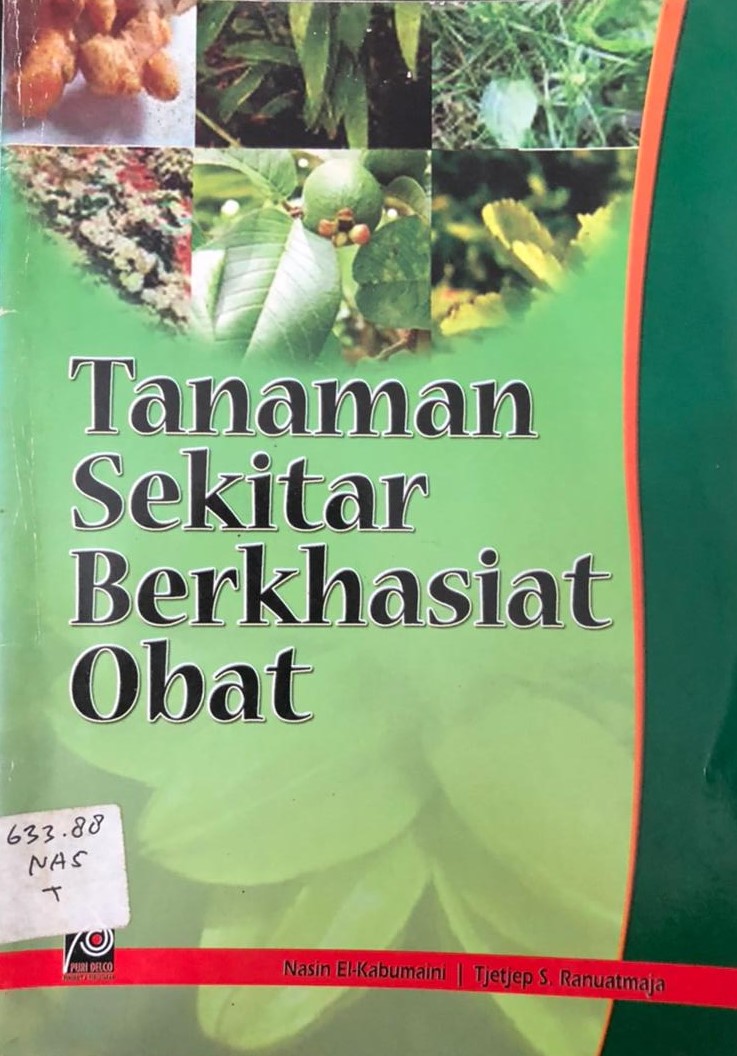 Tanaman
Sekitar
Berkhasiat
Obat
633.88
NAS
T
PURI DELCO
Nasin El-Kabumaini | Tjetjep S. Ranuatmaja